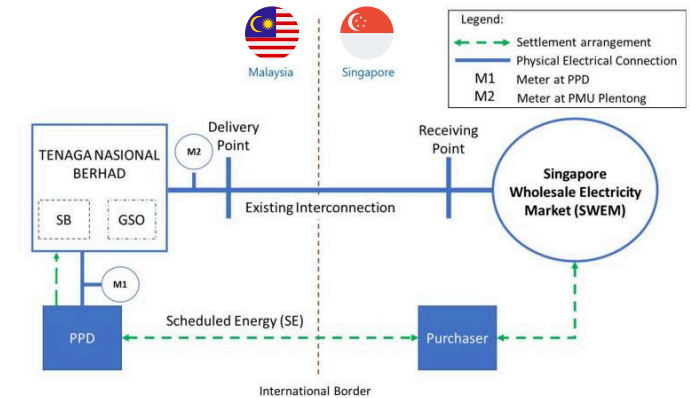 Legend:
Settlement arrangement
Physical Electrical Connection
M1 Meter at PPD
M2 Meter at PMU Plentong
Malaysia
Singapore
TENAGA NASIONAL
BERHAD
SB
GSO
M2
Delivery
Point
Receiving
Point
Existing Interconnection
Singapore
Wholesale Electricity
Market (SWEM)
M1
PPD
Scheduled Energy (SE)
Purchaser
International Border